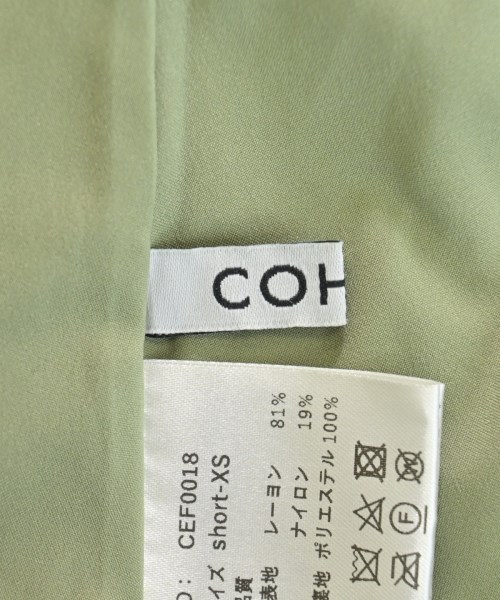 COH
D: CEF0018
イズ short-XS
品質
表地 レーヨン 81%
ナイロン 19%
裏地 ポリエステル 100%
W
F